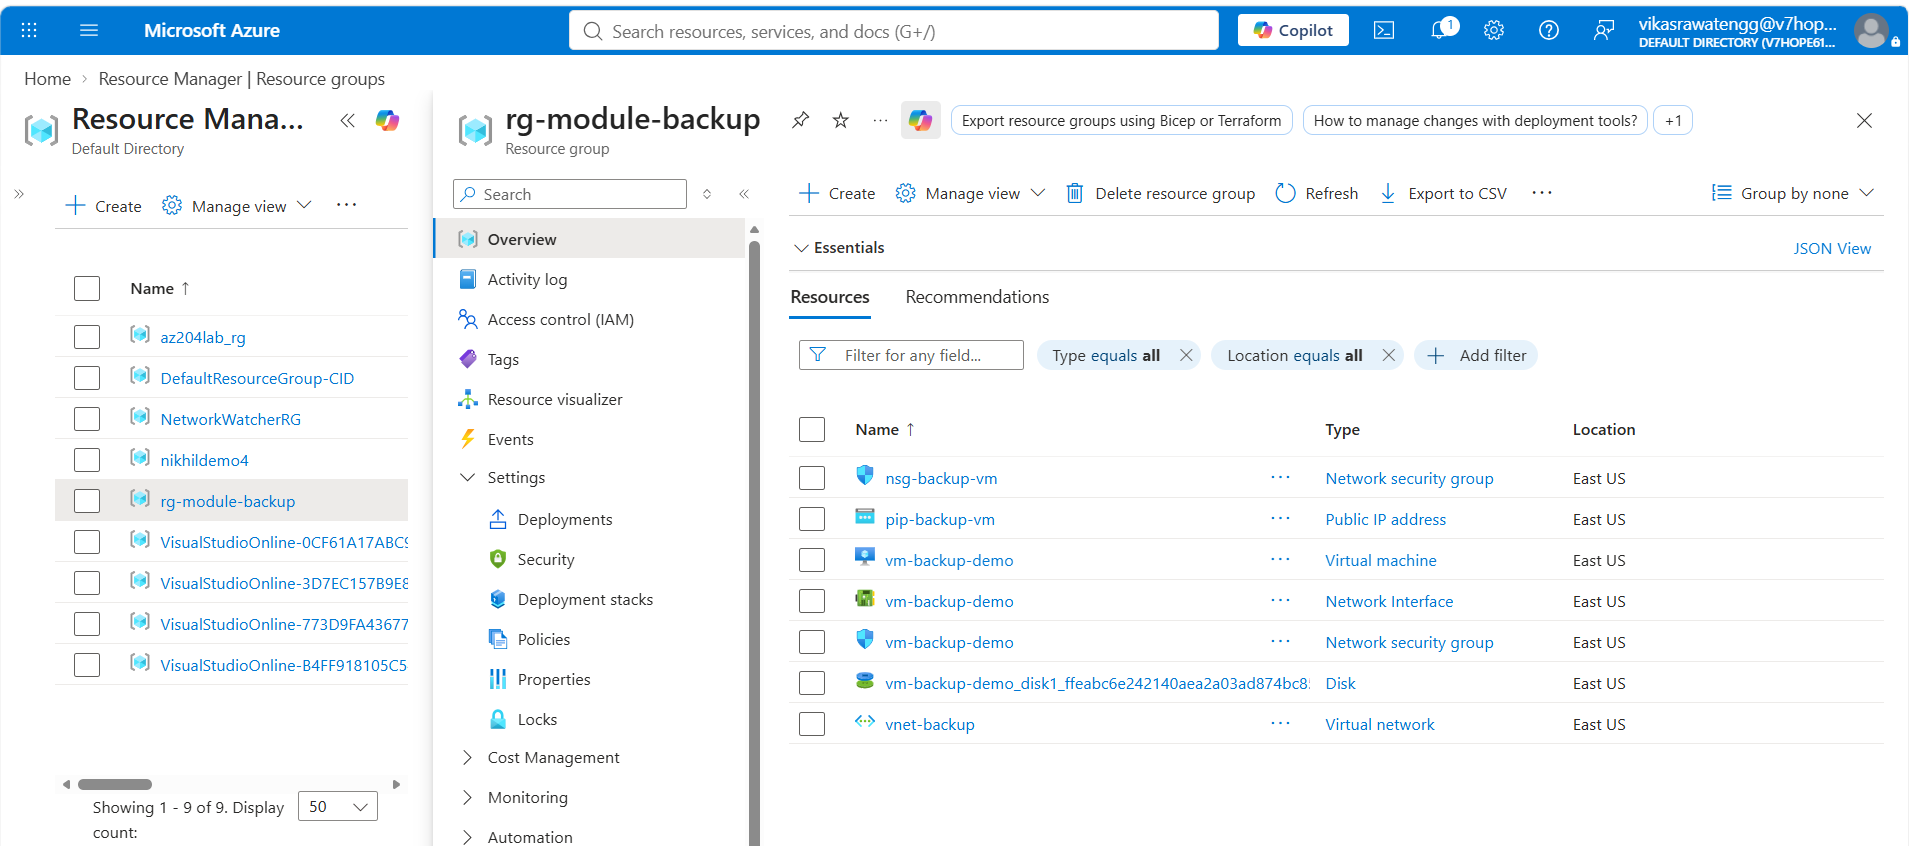 Microsoft Azure
Search resources, services, and docs (G+/)
Copilot
1
vikasrawatengg@v7hop...
DEFAULT DIRECTORY (V7HOPE61...
Home > Resource Manager | Resource groups
Resource Mana...
Default Directory
Create
Manage view
Name ↑
az204lab_rg
DefaultResourceGroup-CID
NetworkWatcherRG
nikhildemo4
rg-module-backup
VisualStudioOnline-0CF61A17ABC9
VisualStudioOnline-3D7EC157B9E8
VisualStudioOnline-773D9FA43677
VisualStudioOnline-B4FF918105C5
Showing 1 - 9 of 9. Display
count:
50
rg-module-backup
Resource group
Export resource groups using Bicep or Terraform
How to manage changes with deployment tools?
+1
Search
Overview
Activity log
Access control (IAM)
Tags
Resource visualizer
Events
Settings
Deployments
Security
Deployment stacks
Policies
Properties
Locks
Cost Management
Monitoring
Automation
Create
Manage view
Delete resource group
Refresh
Export to CSV
Group by none
Essentials
JSON View
Resources
Recommendations
Filter for any field...
Type equals all
Location equals all
Add filter
Name ↑ Type Location
nsg-backup-vm ... Network security group East US
pip-backup-vm ... Public IP address East US
vm-backup-demo ... Virtual machine East US
vm-backup-demo ... Network Interface East US
vm-backup-demo ... Network security group East US
vm-backup-demo_disk1_ffeabc6e242140aea2a03ad874bc85 Disk East US
vnet-backup ... Virtual network East US